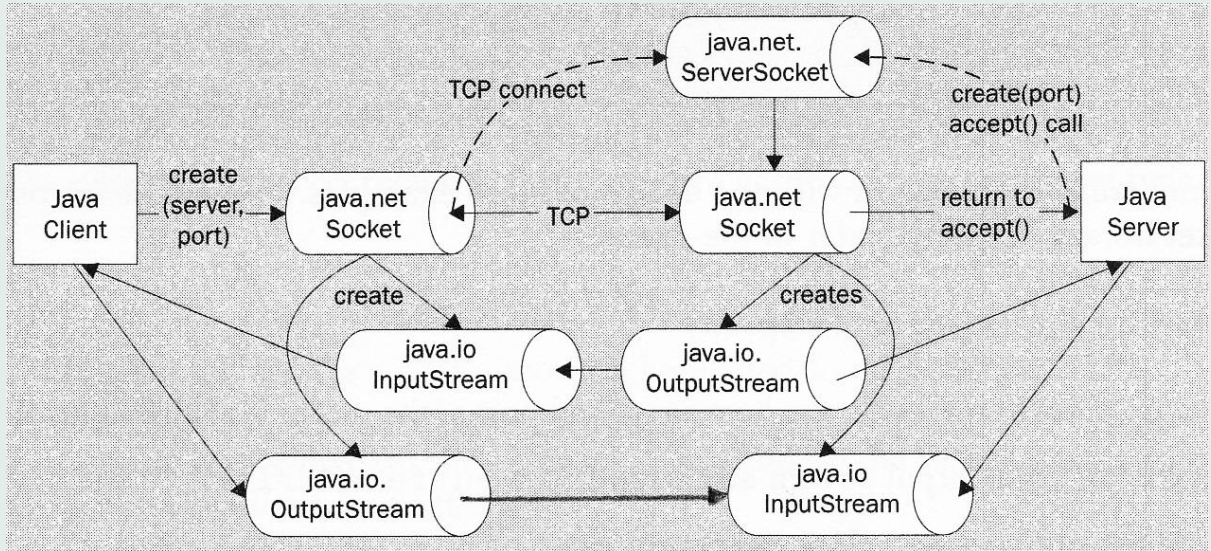 java.net.
ServerSocket
TCP connect
create(port)
accept() call
Java
Client
create
(server,
port)
java.net
Socket
TCP
java.net
Socket
return to
accept()
Java
Server
create
creates
java.io
InputStream
java.io.
OutputStream
java.io.
OutputStream
java.io
InputStream